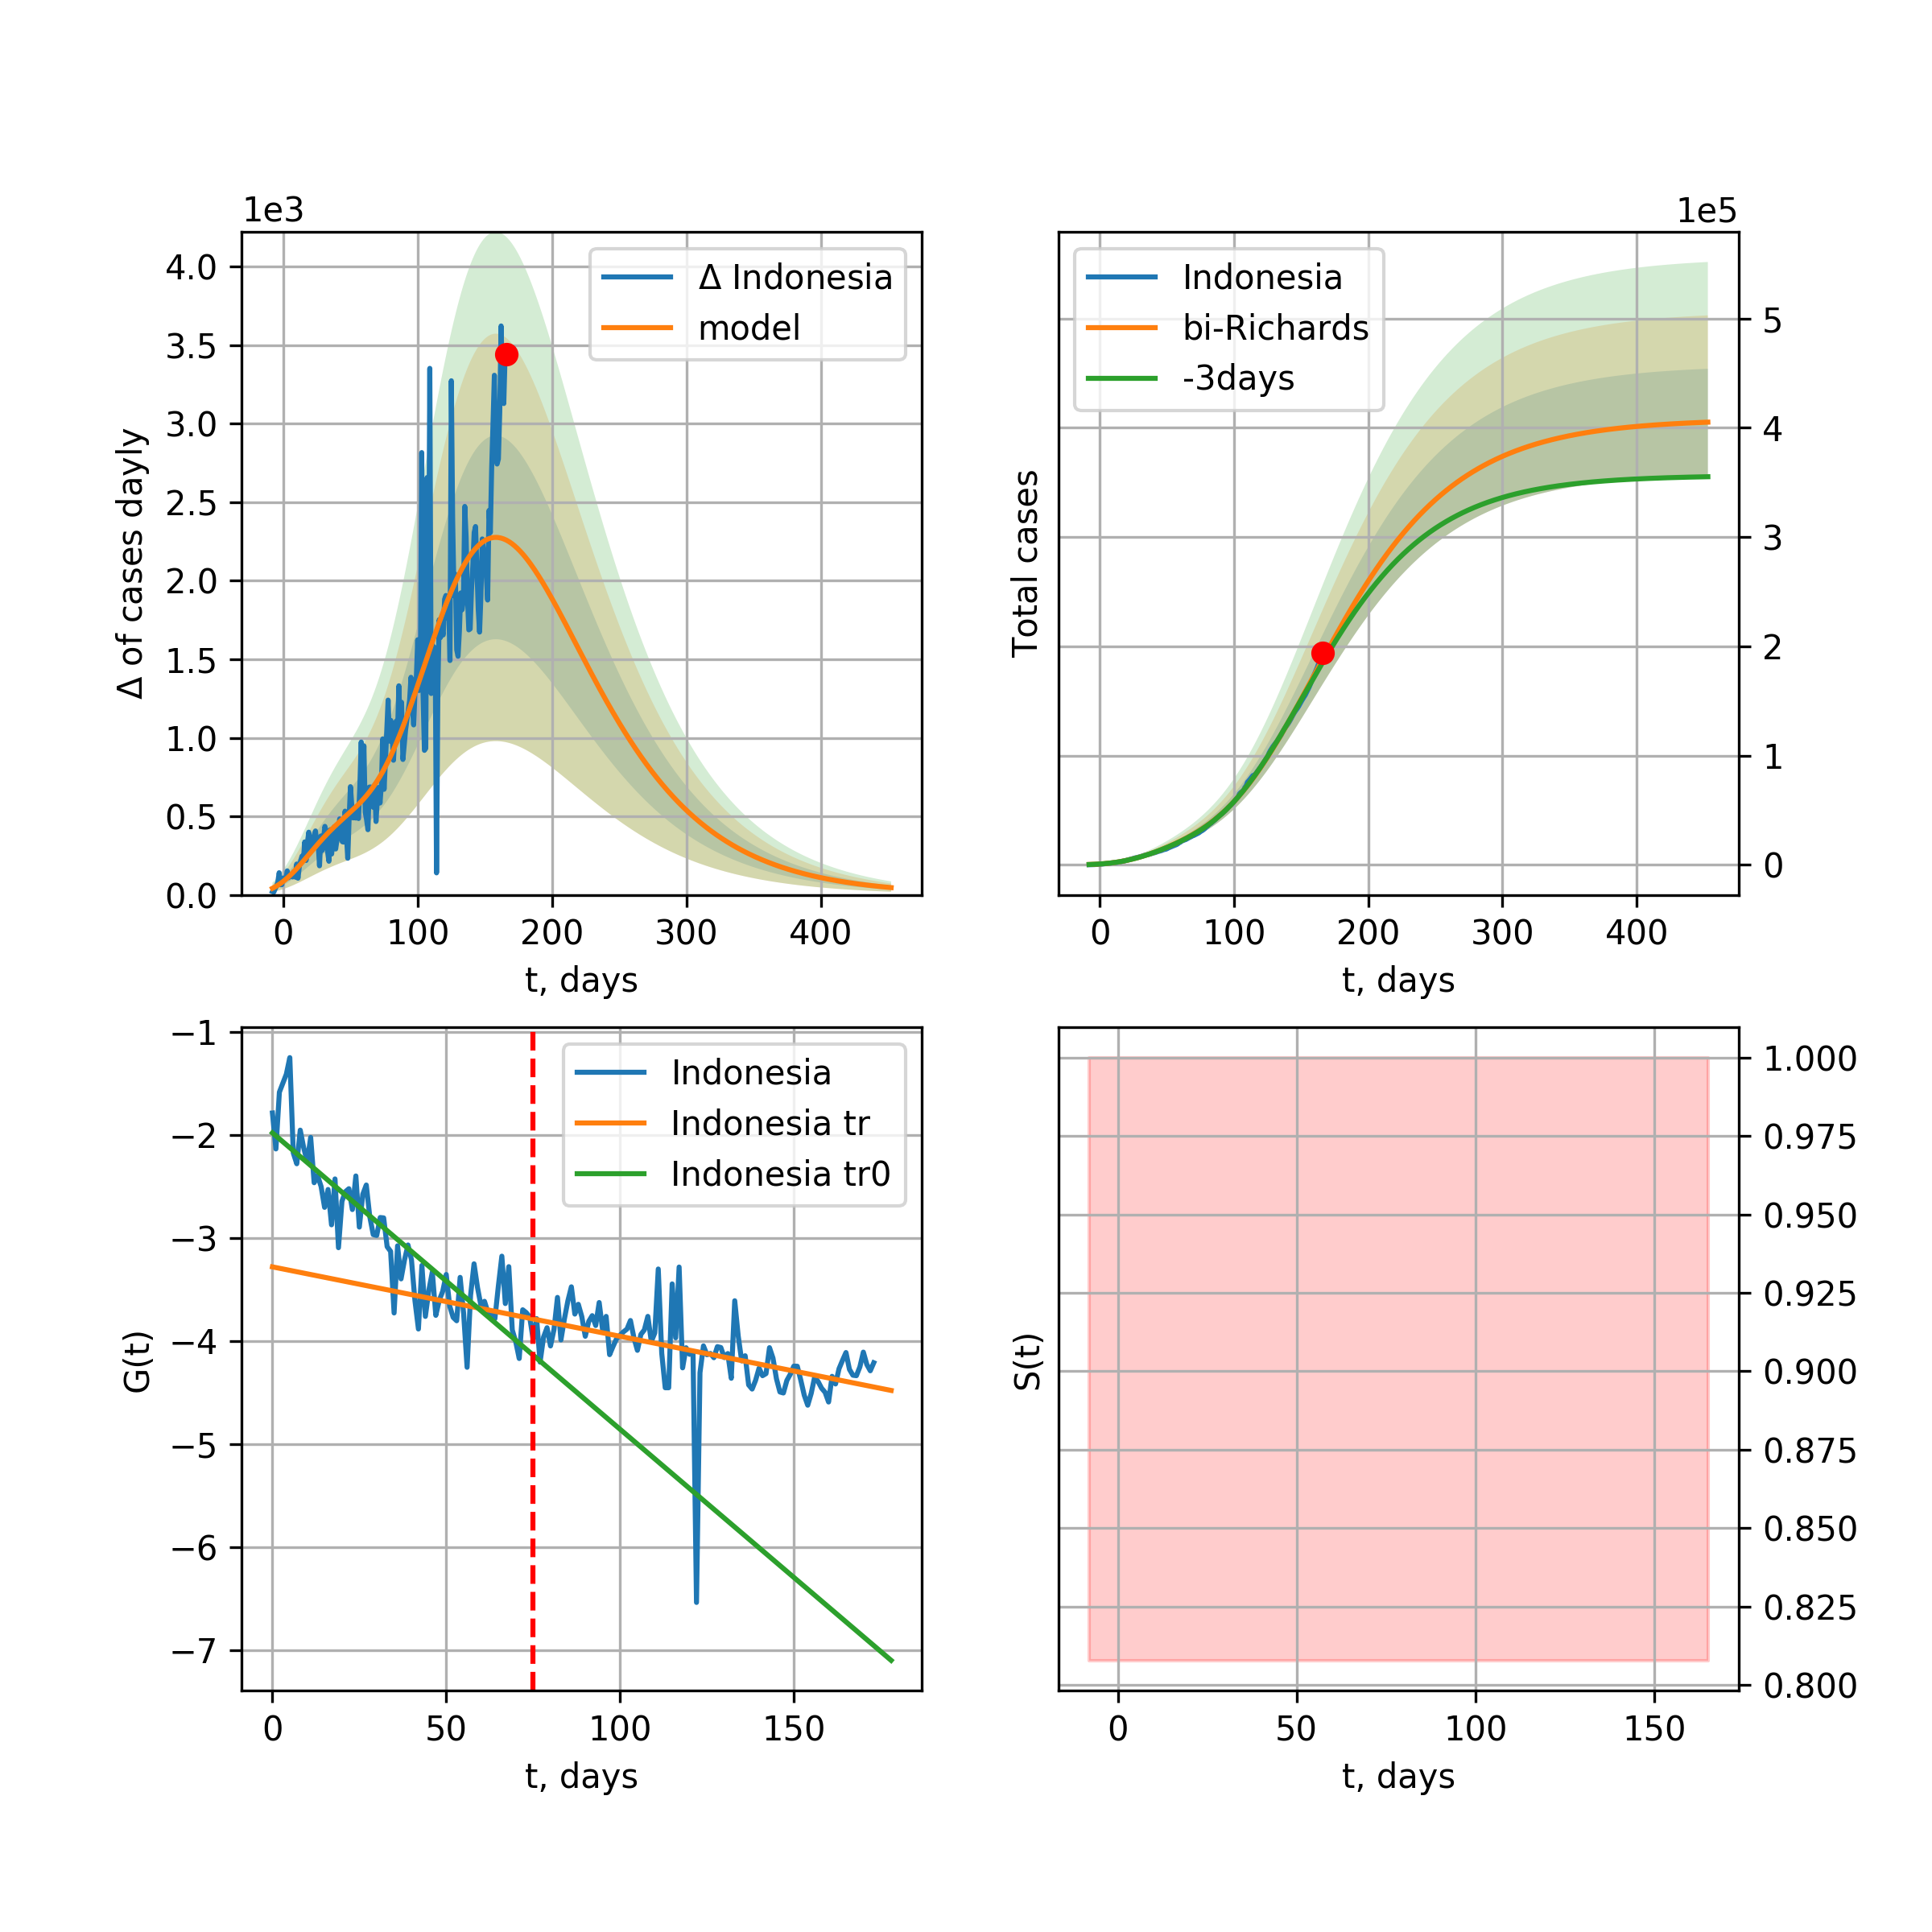 1e3
4.0
3.5
3.0
2.5
2.0
1.5
1.0
0.5
0.0
Δ of cases dayly
Δ Indonesia
model
0 100 200 300 400
t, days
1e5
Indonesia
bi-Richards
-3days
Total cases
5
4
3
2
1
0
0 100 200 300 400
t, days
−1
−2
−3
−4
−5
−6
−7
G(t)
Indonesia
Indonesia tr
Indonesia tr0
0 50 100 150
t, days
S(t)
1.000
0.975
0.950
0.925
0.900
0.875
0.850
0.825
0.800
0 50 100 150
t, days